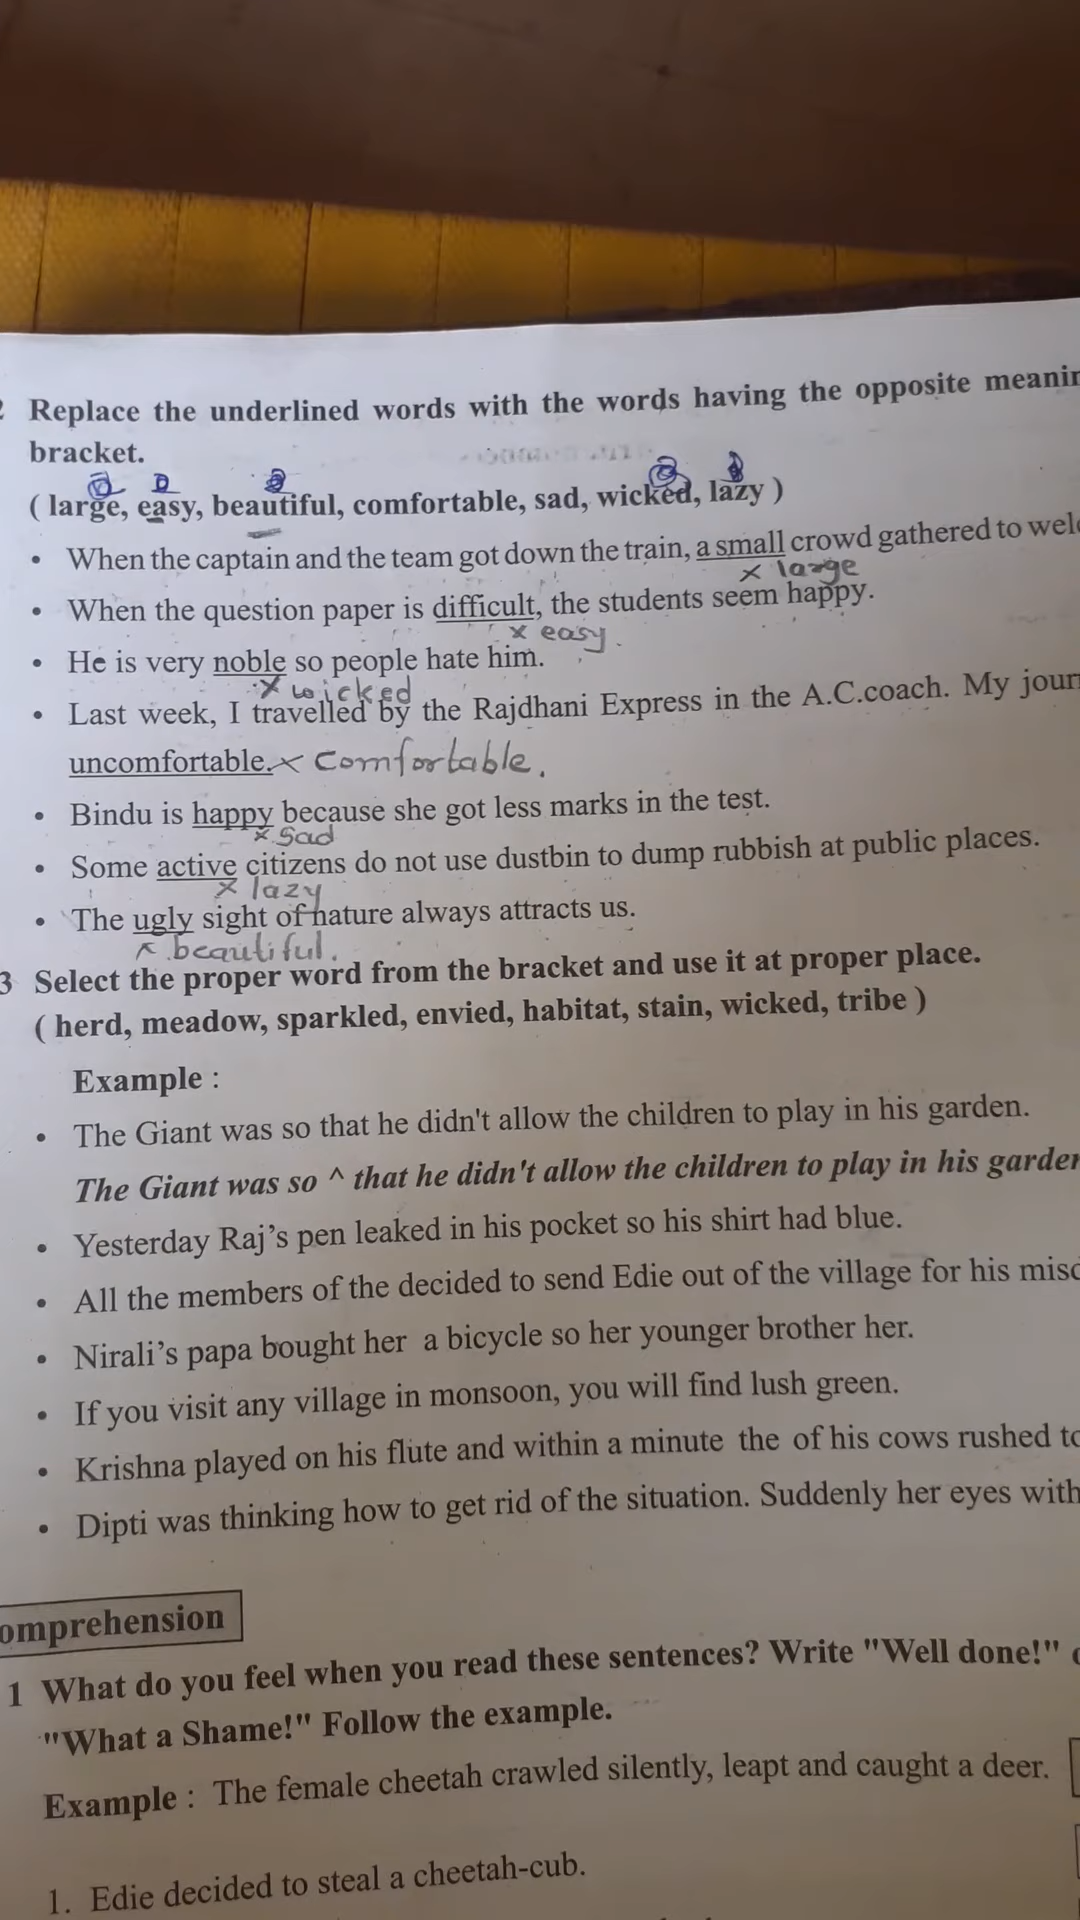 Replace the underlined words with the words having the opposite
bracket.
( large, easy, beautiful, comfortable, sad, wicked, lazy )
• When the captain and the team got down the train, a small crowd gathered to
x large
• When the question paper is difficult, the students seem happy.
x easy.
• He is very noble so people hate him.
x wicked
• Last week, I travelled by the Rajdhani Express in the A.C.coach. My
uncomfortable. x comfortable.
• Bindu is happy because she got less marks in the test.
x sad
• Some active citizens do not use dustbin to dump rubbish at public places.
x lazy
• The ugly sight of nature always attracts us.
x beautiful.
3 Select the proper word from the bracket and use it at proper place.
( herd, meadow, sparkled, envied, habitat, stain, wicked, tribe )
Example :
• The Giant was so that he didn't allow the children to play in his garden.
The Giant was so ^ that he didn't allow the children to play in his
• Yesterday Raj's pen leaked in his pocket so his shirt had blue.
• All the members of the decided to send Edie out of the village for his
• Nirali's papa bought her a bicycle so her younger brother her.
• If you visit any village in monsoon, you will find lush green.
• Krishna played on his flute and within a minute the of his cows rushed
• Dipti was thinking how to get rid of the situation. Suddenly her eyes with
omprehension
1 What do you feel when you read these sentences? Write "Well done!"
"What a Shame!" Follow the example.
Example : The female cheetah crawled silently, leapt and caught a deer.
1. Edie decided to steal a cheetah-cub.